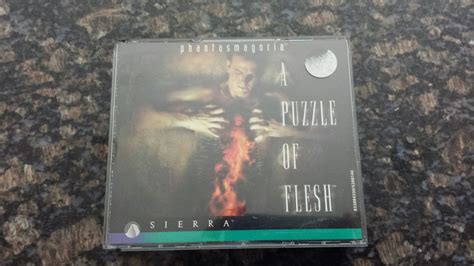 phantasmagoria
A
PUZZLE
OF
FLESH
SIERRA